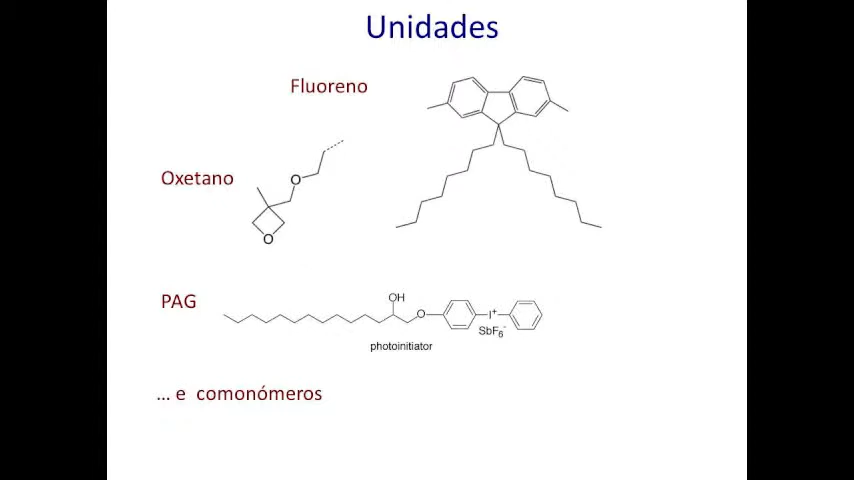 Unidades
Fluoreno
Oxetano
O
O
PAG
OH
O
I+
SbF6-
photoinitiator
... e comonómeros